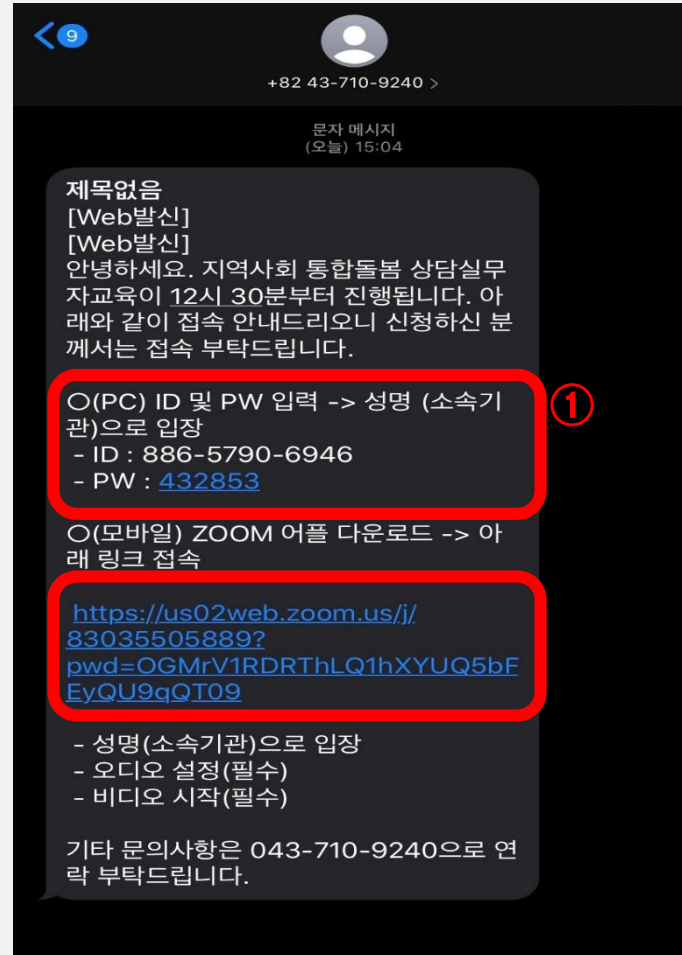 9
+82 43-710-9240 >
문자 메시지
(오늘) 15:04
제목없음
[Web발신]
[Web발신]
안녕하세요. 지역사회 통합돌봄 상담실무
자교육이 12시 30분부터 진행됩니다. 아
래와 같이 접속 안내드리오니 신청하신 분
께서는 접속 부탁드립니다.
○(PC) ID 및 PW 입력 -> 성명 (소속기
관)으로 입장
- ID : 886-5790-6946
- PW : 432853
①
○(모바일) ZOOM 어플 다운로드 -> 아
래 링크 접속
https://us02web.zoom.us/j/
83035505889?
pwd=OGMrV1RDRThLQ1hXYUQ5bF
EyQU9qQT09
- 성명(소속기관)으로 입장
- 오디오 설정(필수)
- 비디오 시작(필수)
기타 문의사항은 043-710-9240으로 연
락 부탁드립니다.